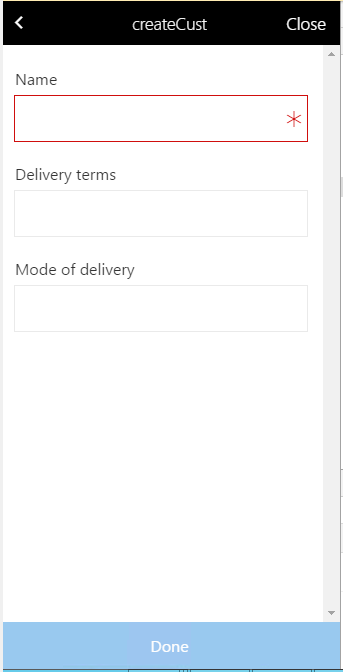 createCust
Close
Name
Delivery terms
Mode of delivery
Done